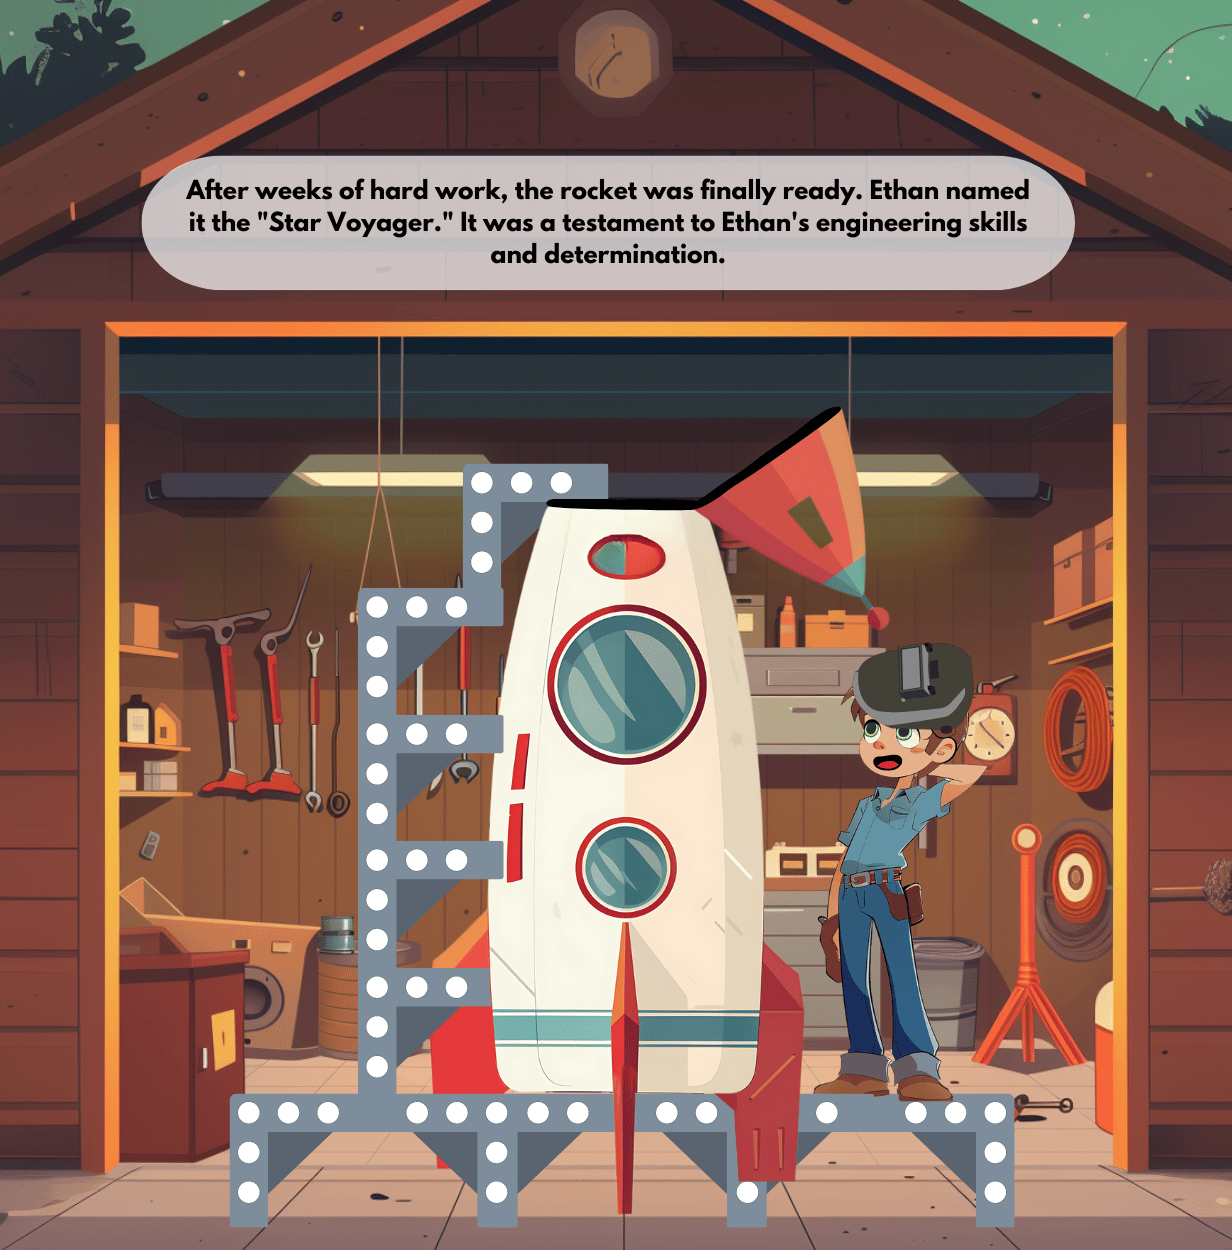 After weeks of hard work, the rocket was finally ready. Ethan named
it the "Star Voyager." It was a testament to Ethan's engineering skills
and determination.